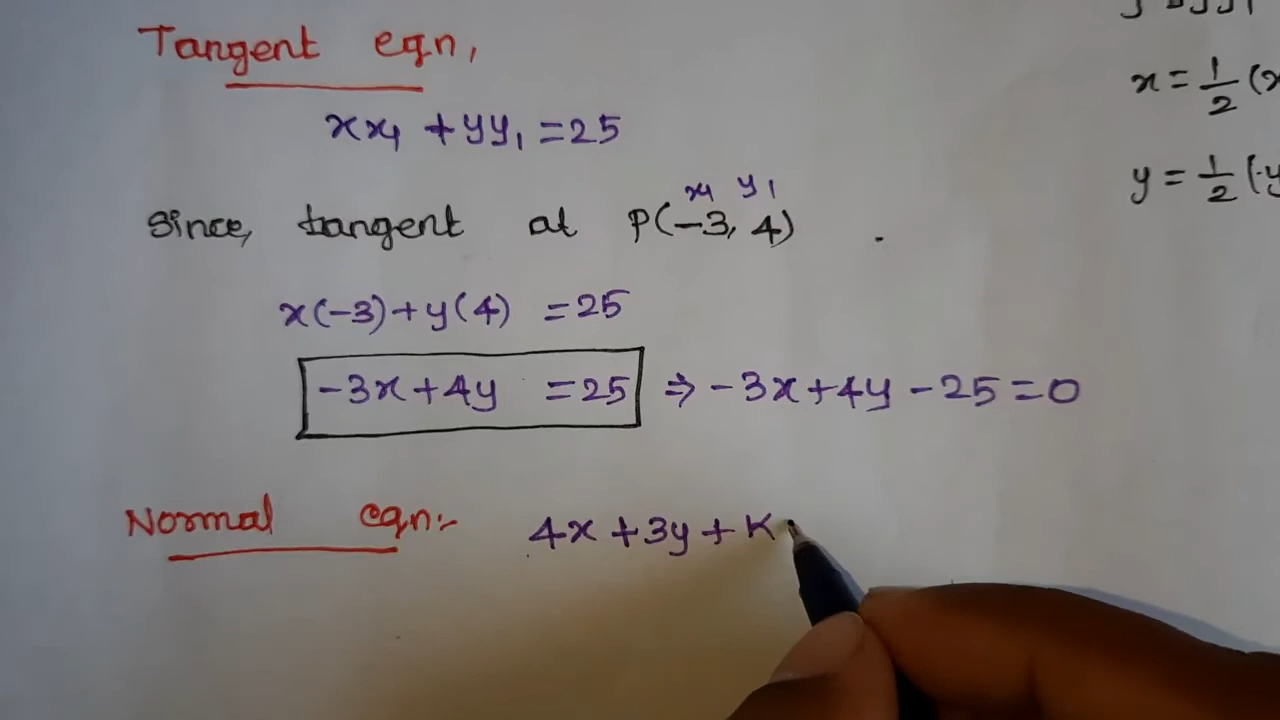 Tangent eqn,
xx₁ + yy₁ = 25
x = 1/2 (x
y = 1/2 (-y
x₁ y₁
Since, tangent at P(-3, 4) .
x(-3) + y(4) = 25
-3x + 4y = 25 ⇒ -3x + 4y - 25 = 0
Normal eqn:- 4x + 3y + K